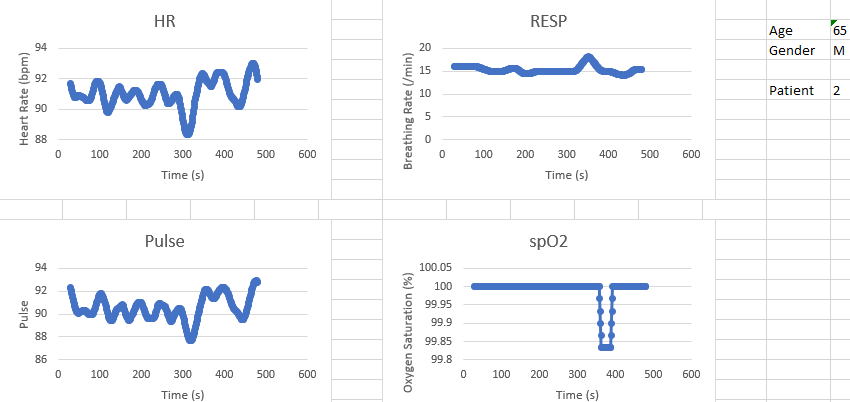 HR
94
92
90
88
Heart Rate (bpm)
0 100 200 300 400 500 600
Time (s)
RESP
20
15
10
5
0
Breathing Rate (/min)
0 100 200 300 400 500 600
Time (s)
Age 65
Gender M
Patient 2
Pulse
94
92
90
88
86
Pulse
0 100 200 300 400 500 600
Time (s)
spO2
100.05
100
99.95
99.9
99.85
99.8
Oxygen Saturation (%)
0 100 200 300 400 500 600
Time (s)